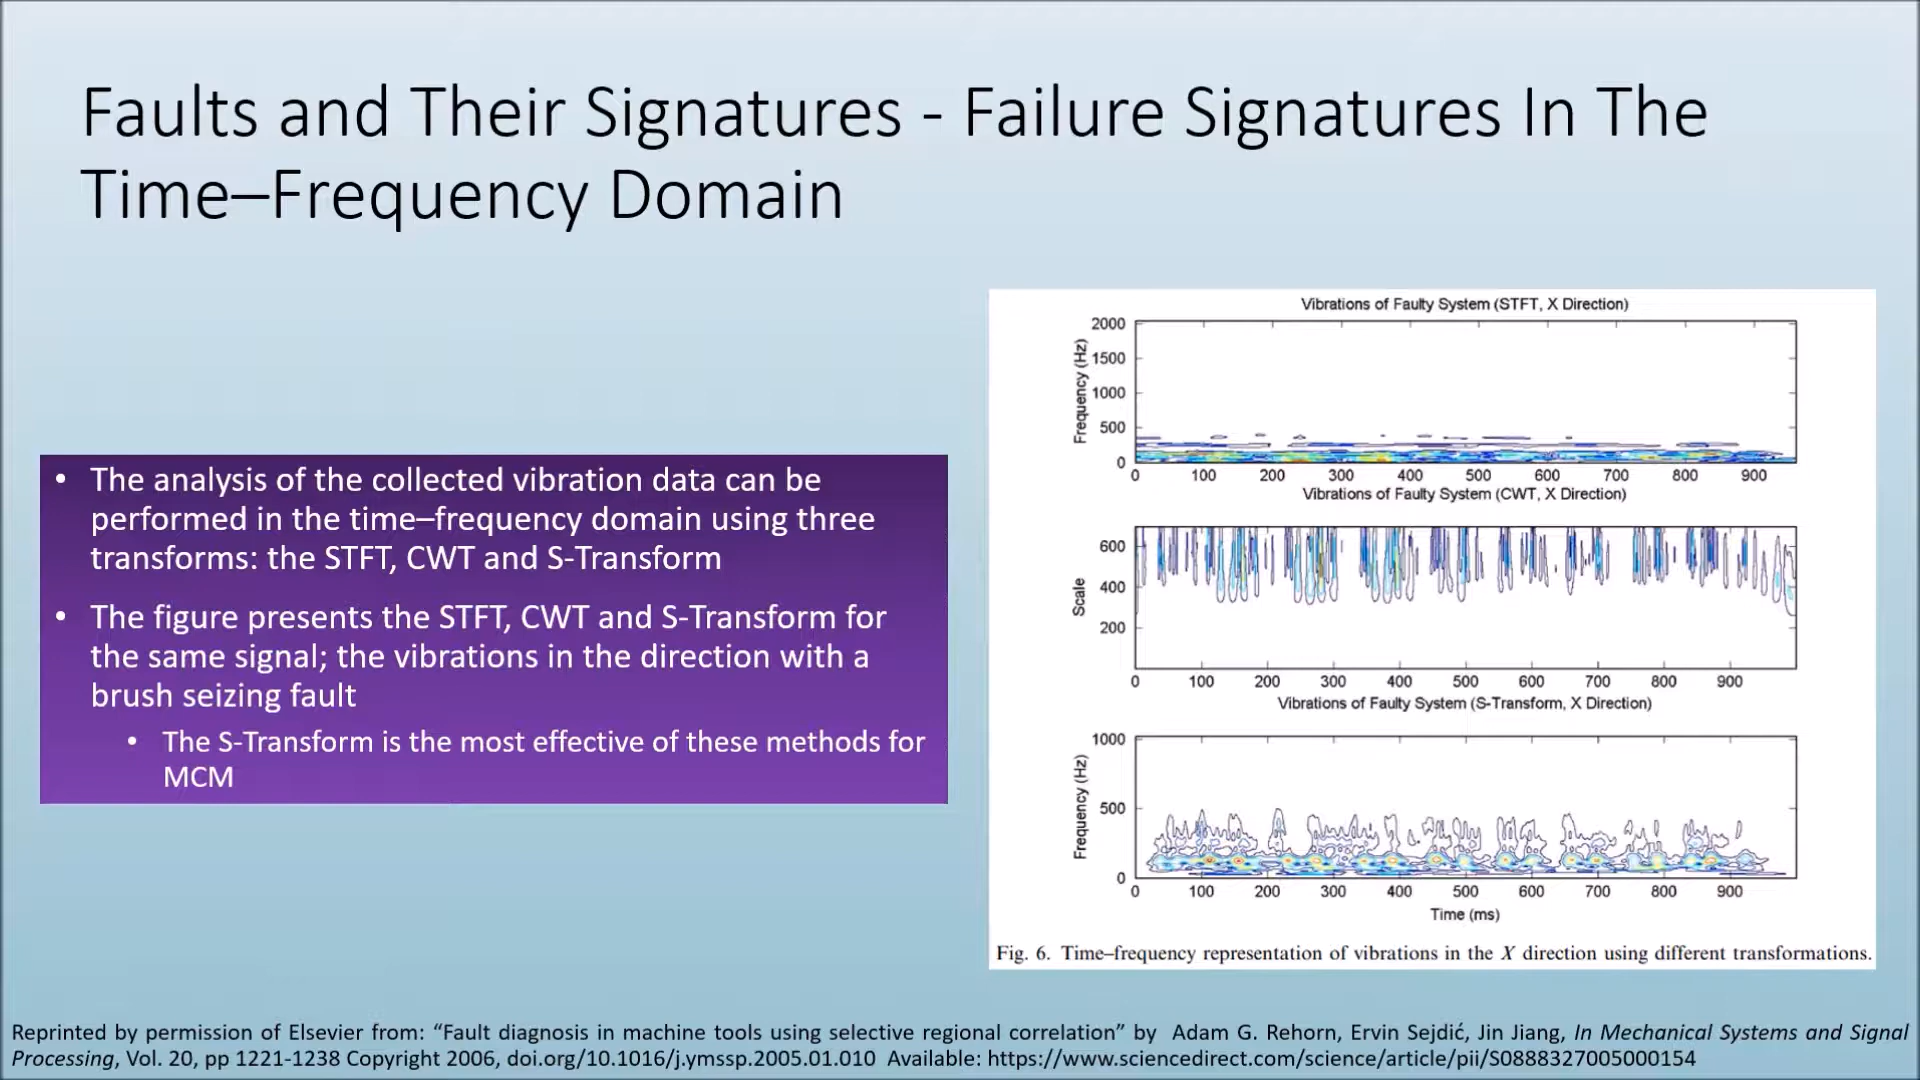 Faults and Their Signatures - Failure Signatures In The
Time–Frequency Domain
• The analysis of the collected vibration data can be
performed in the time–frequency domain using three
transforms: the STFT, CWT and S-Transform
• The figure presents the STFT, CWT and S-Transform for
the same signal; the vibrations in the direction with a
brush seizing fault
• The S-Transform is the most effective of these methods for
MCM
Vibrations of Faulty System (STFT, X Direction)
Frequency (Hz)
2000
1500
1000
500
0
0 100 200 300 400 500 600 700 800 900
Vibrations of Faulty System (CWT, X Direction)
Scale
600
400
200
0 100 200 300 400 500 600 700 800 900
Vibrations of Faulty System (S-Transform, X Direction)
Frequency (Hz)
1000
500
0
0 100 200 300 400 500 600 700 800 900
Time (ms)
Fig. 6. Time–frequency representation of vibrations in the X direction using different transformations.
Reprinted by permission of Elsevier from: “Fault diagnosis in machine tools using selective regional correlation” by Adam G. Rehorn, Ervin Sejdić, Jin Jiang, In Mechanical Systems and Signal
Processing, Vol. 20, pp 1221-1238 Copyright 2006, doi.org/10.1016/j.ymssp.2005.01.010 Available: https://www.sciencedirect.com/science/article/pii/S0888327005000154